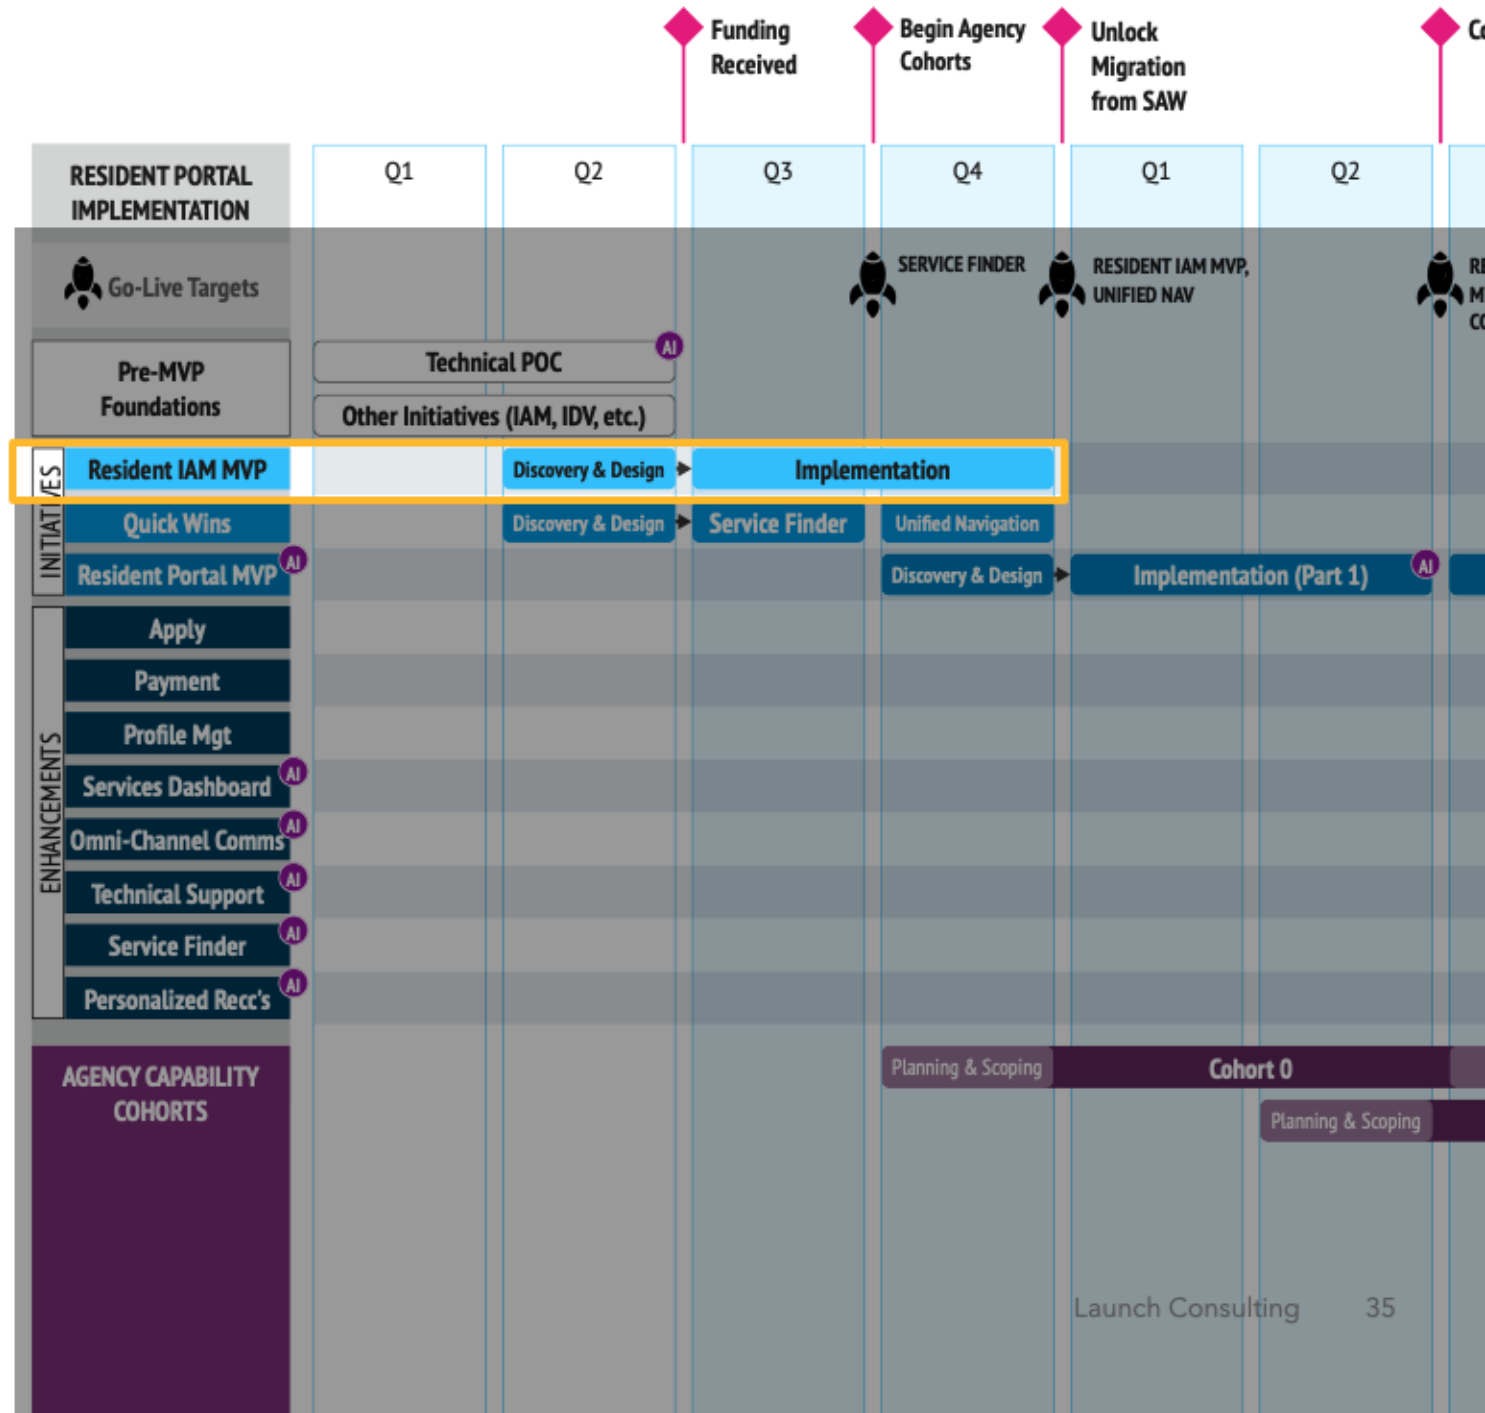 Funding
Received
Begin Agency
Cohorts
Unlock
Migration
from SAW
RESIDENT PORTAL
IMPLEMENTATION
Q1
Q2
Q3
Q4
Q1
Q2
Go-Live Targets
SERVICE FINDER
RESIDENT IAM MVP,
UNIFIED NAV
Pre-MVP
Foundations
Technical POC
AI
Other Initiatives (IAM, IDV, etc.)
INITIATIVES
Resident IAM MVP
Discovery & Design
Implementation
Quick Wins
Discovery & Design
Service Finder
Unified Navigation
Resident Portal MVP
AI
Discovery & Design
Implementation (Part 1)
AI
ENHANCEMENTS
Apply
Payment
Profile Mgt
Services Dashboard
AI
Omni-Channel Comms
AI
Technical Support
AI
Service Finder
AI
Personalized Recc's
AI
AGENCY CAPABILITY
COHORTS
Planning & Scoping
Cohort 0
Planning & Scoping
Launch Consulting
35